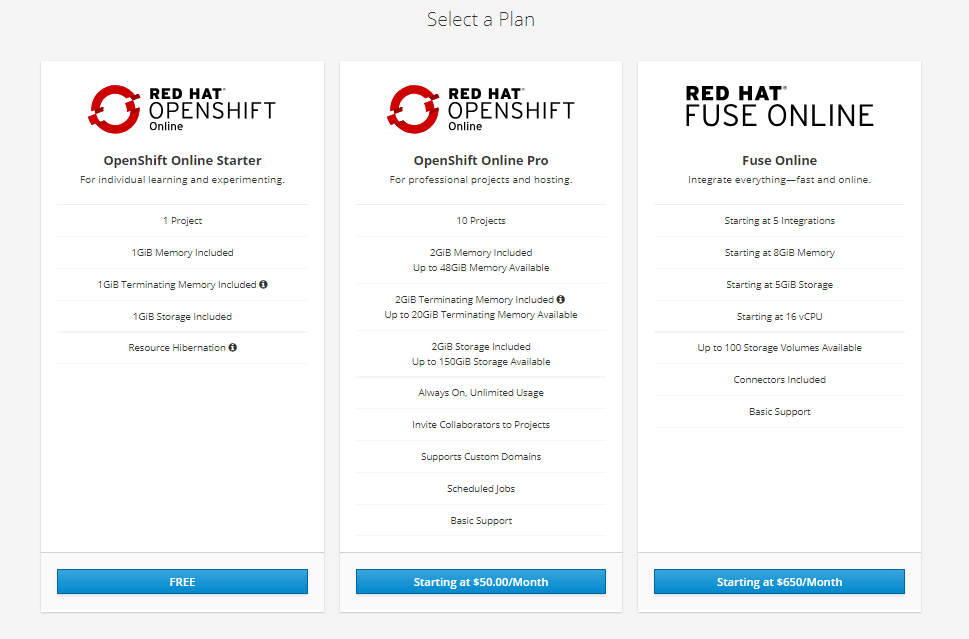 Select a Plan
RED HAT®
OPENSHIFT
Online
OpenShift Online Starter
For individual learning and experimenting.
1 Project
1GiB Memory Included
1GiB Terminating Memory Included
1GiB Storage Included
Resource Hibernation
FREE
RED HAT®
OPENSHIFT
Online
OpenShift Online Pro
For professional projects and hosting.
10 Projects
2GiB Memory Included
Up to 48GiB Memory Available
2GiB Terminating Memory Included
Up to 20GiB Terminating Memory Available
2GiB Storage Included
Up to 150GiB Storage Available
Always On, Unlimited Usage
Invite Collaborators to Projects
Supports Custom Domains
Scheduled Jobs
Basic Support
Starting at $50.00/Month
RED HAT®
FUSE ONLINE
Fuse Online
Integrate everything—fast and online.
Starting at 5 Integrations
Starting at 8GiB Memory
Starting at 5GiB Storage
Starting at 16 vCPU
Up to 100 Storage Volumes Available
Connectors Included
Basic Support
Starting at $650/Month